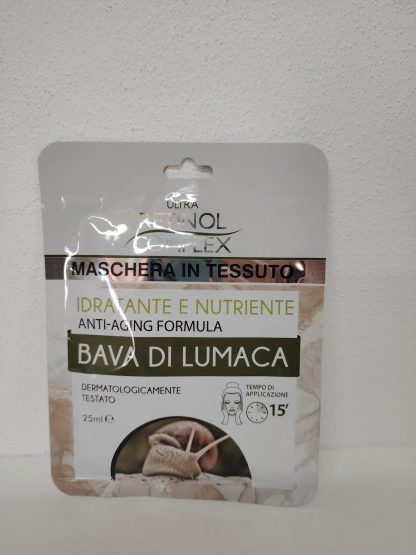 ULTRA
RETINOL
COMPLEX
MASCHERA IN TESSUTO
IDRATANTE E NUTRIENTE
ANTI-AGING FORMULA
BAVA DI LUMACA
DERMATOLOGICAMENTE
TESTATO
TEMPO DI
APPLICAZIONE
15'
25ml ℮